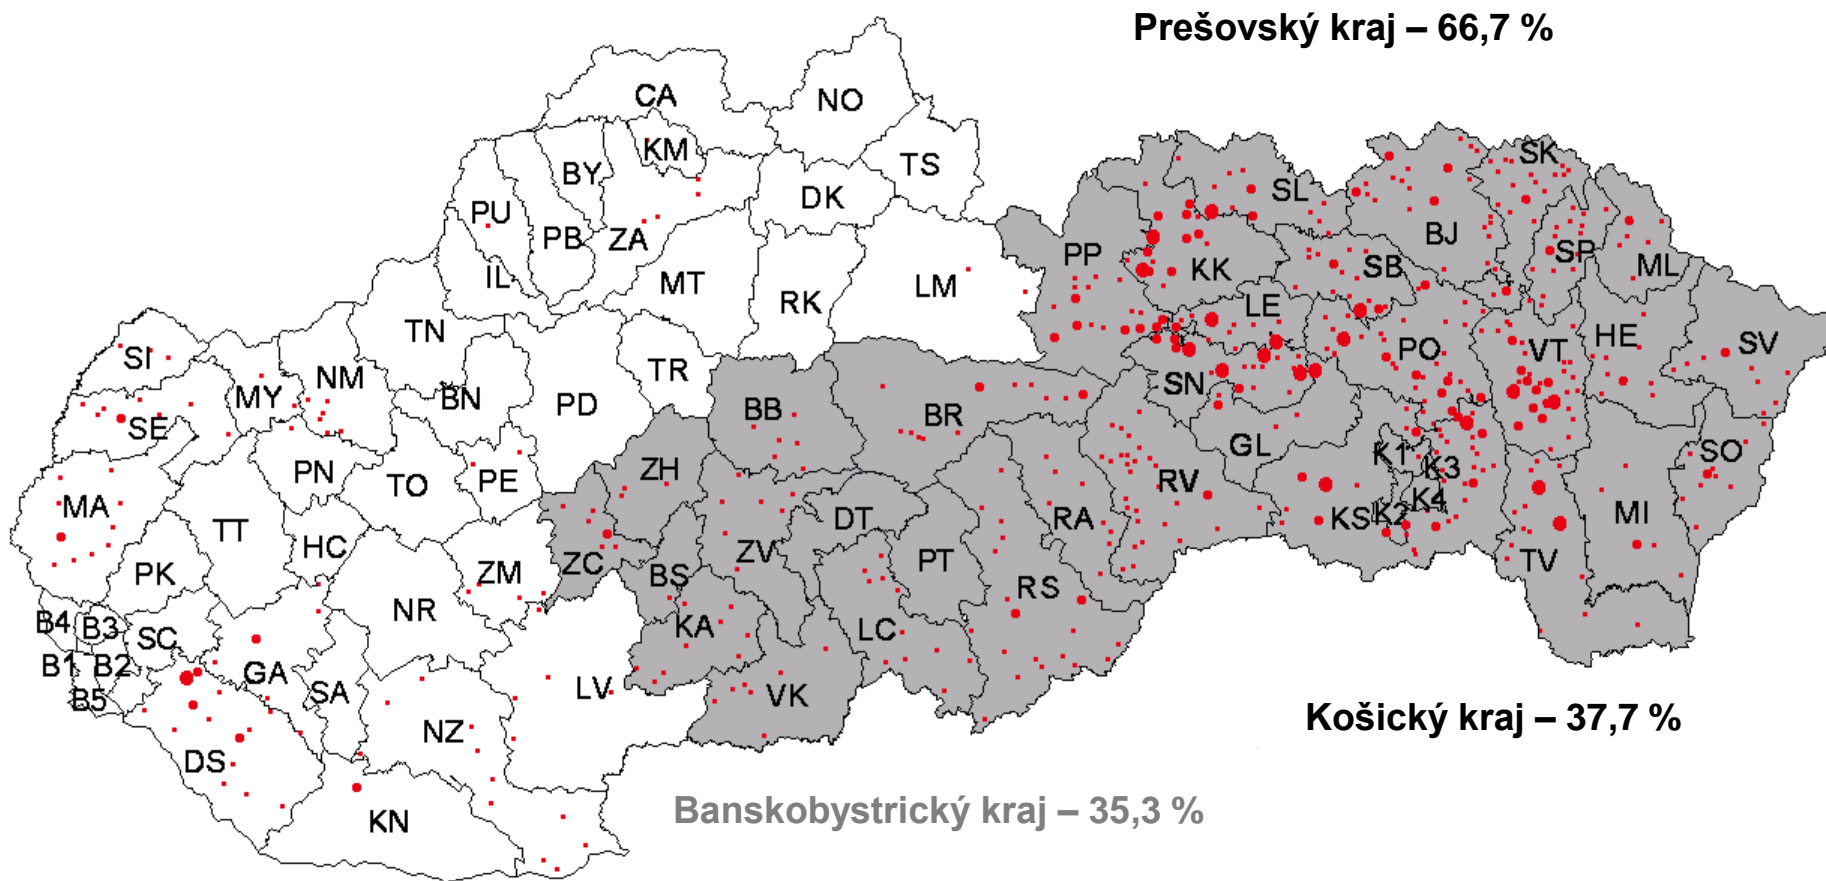 Prešovský kraj – 66,7 %
CA
NO
KM
BY
TS
SK
PU
DK
SL
PB
ZA
BJ
SP
ML
PP
KK
SB
IL
MT
LM
RK
LE
TN
HE
SV
SI
NM
TR
PO
VT
MY
BN
PD
BB
BR
SN
SE
GL
K1
SO
PN
TO
PE
ZH
K3
RV
MA
K4
TT
HC
DT
RA
KS
K2
MI
PK
ZM
ZC
BS
ZV
PT
TV
NR
RS
B4
B3
SC
KA
LC
B1
B2
GA
SA
LV
VK
B5
Košický kraj – 37,7 %
NZ
DS
Banskobystrický kraj – 35,3 %
KN